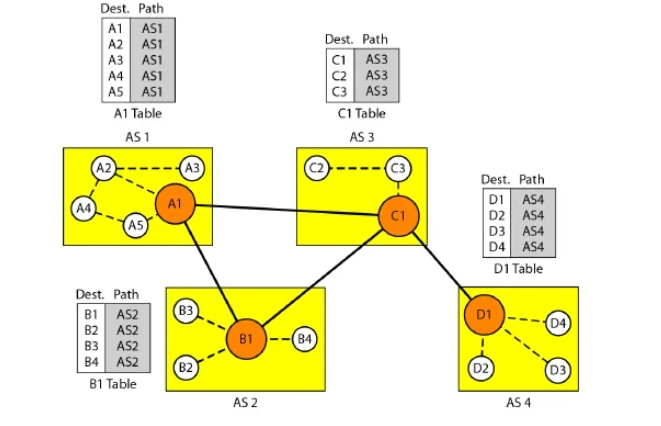 Dest. Path
A1 AS1
A2 AS1
A3 AS1
A4 AS1
A5 AS1
A1 Table
Dest. Path
C1 AS3
C2 AS3
C3 AS3
C1 Table
AS 1
A2
A3
A4
A5
A1
AS 3
C2
C3
C1
Dest. Path
D1 AS4
D2 AS4
D3 AS4
D4 AS4
D1 Table
Dest. Path
B1 AS2
B2 AS2
B3 AS2
B4 AS2
B1 Table
B3
B1
B4
B2
AS 2
D1
D4
D2
D3
AS 4